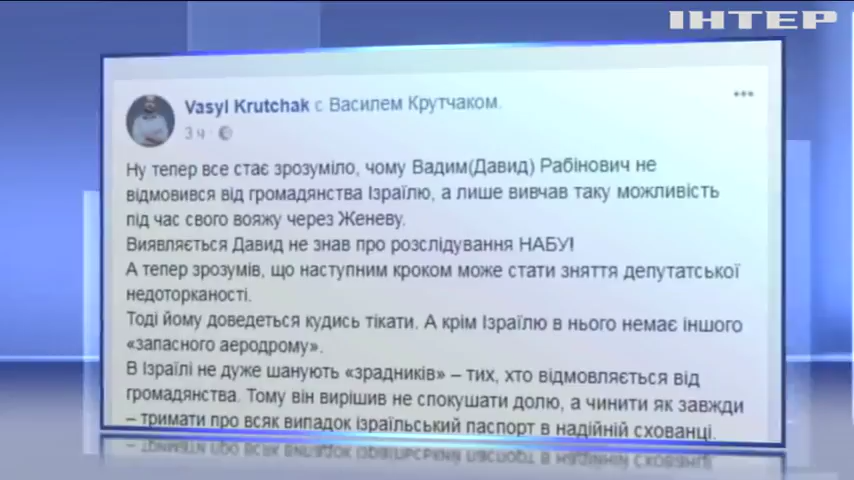 ІНТЕР
Vasyl Krutchak с Василем Крутчаком.
3 ч ·
Ну тепер все стає зрозуміло, чому Вадим(Давид) Рабінович не
відмовився від громадянства Ізраїлю, а лише вивчав таку можливість
під час свого вояжу через Женеву.
Виявляється Давид не знав про розслідування НАБУ!
А тепер зрозумів, що наступним кроком може стати зняття депутатської
недоторканості.
Тоді йому доведеться кудись тікати. А крім Ізраїлю в нього немає іншого
«запасного аеродрому».
В Ізраїлі не дуже шанують «зрадників» – тих, хто відмовляється від
громадянства. Тому він вирішив не спокушати долю, а чинити як завжди
– тримати про всяк випадок ізраїльський паспорт в надійній схованці.